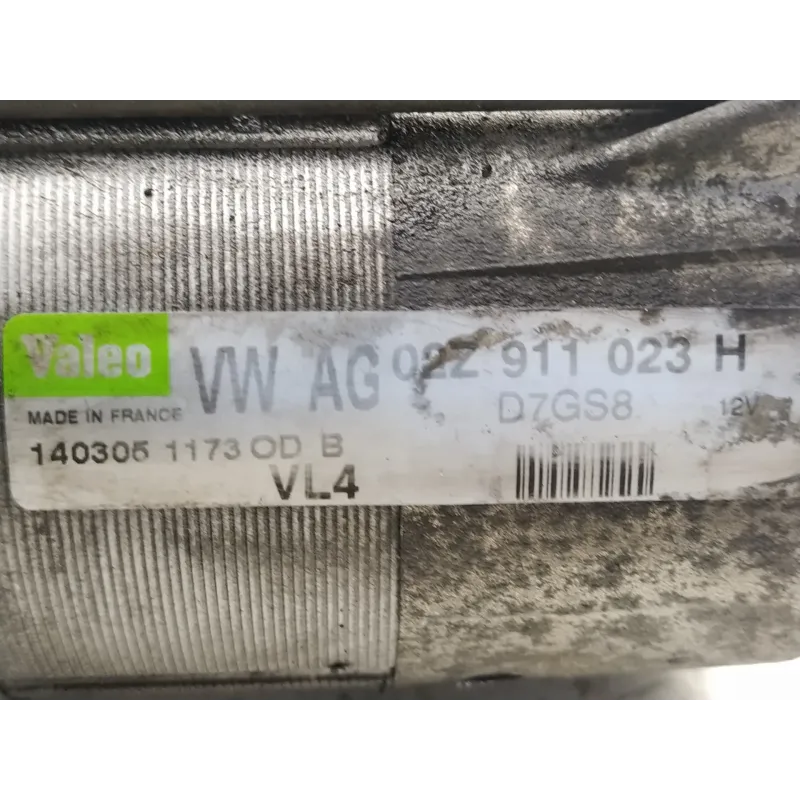 Valeo VW AG 02Z 911 023 H
MADE IN FRANCE D7GS8 12V
140305 1173 OD B
VL4